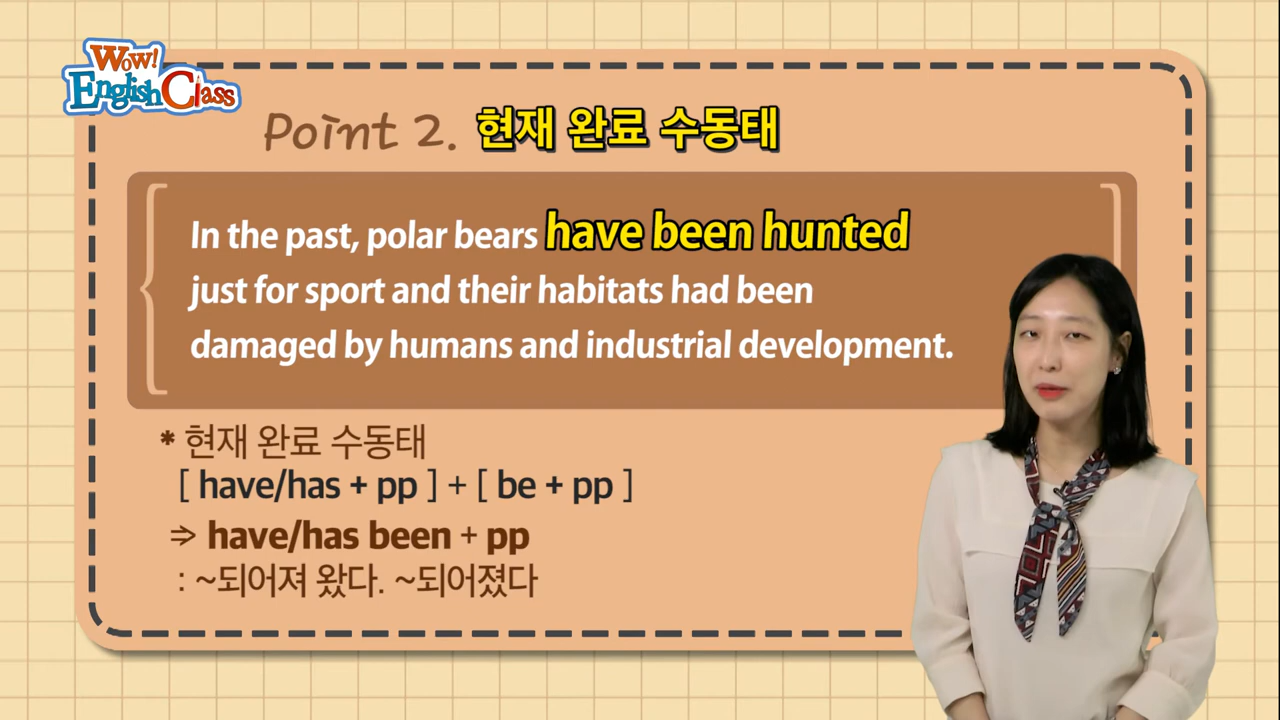 Wow!
English Class
Point 2. 현재 완료 수동태
In the past, polar bears have been hunted
just for sport and their habitats had been
damaged by humans and industrial development.
* 현재 완료 수동태
[ have/has + pp ] + [ be + pp ]
⇒ have/has been + pp
: ~되어져 왔다. ~되어졌다